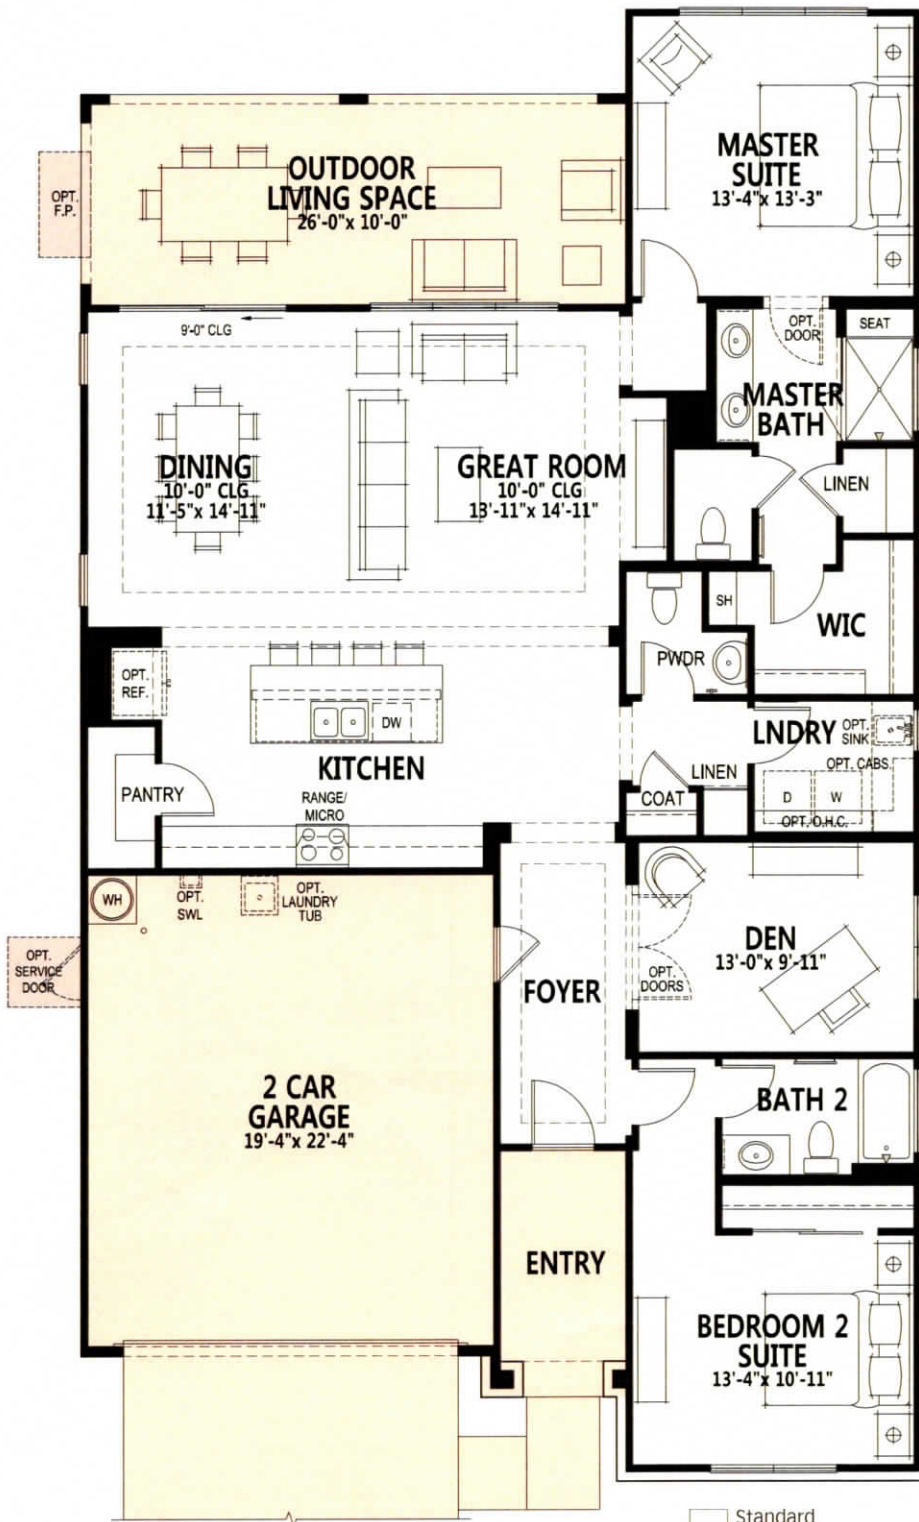 MASTER
SUITE
13'-4" x 13'-3"
OUTDOOR
LIVING SPACE
26'-0" x 10'-0"
OPT.
F.P.
9'-0" CLG
OPT.
DOOR
SEAT
MASTER
BATH
DINING
10'-0" CLG
11'-5" x 14'-11"
GREAT ROOM
10'-0" CLG
13'-11" x 14'-11"
LINEN
SH
WIC
PWDR
OPT.
REF.
DW
KITCHEN
LNDRY
OPT.
SINK
OPT. CABS.
LINEN
D
W
OPT. O.H.C.
COAT
PANTRY
RANGE/
MICRO
WH
OPT.
SWL
OPT.
LAUNDRY
TUB
OPT.
SERVICE
DOOR
DEN
13'-0" x 9'-11"
OPT.
DOORS
FOYER
2 CAR
GARAGE
19'-4" x 22'-4"
BATH 2
ENTRY
BEDROOM 2
SUITE
13'-4" x 10'-11"
Standard